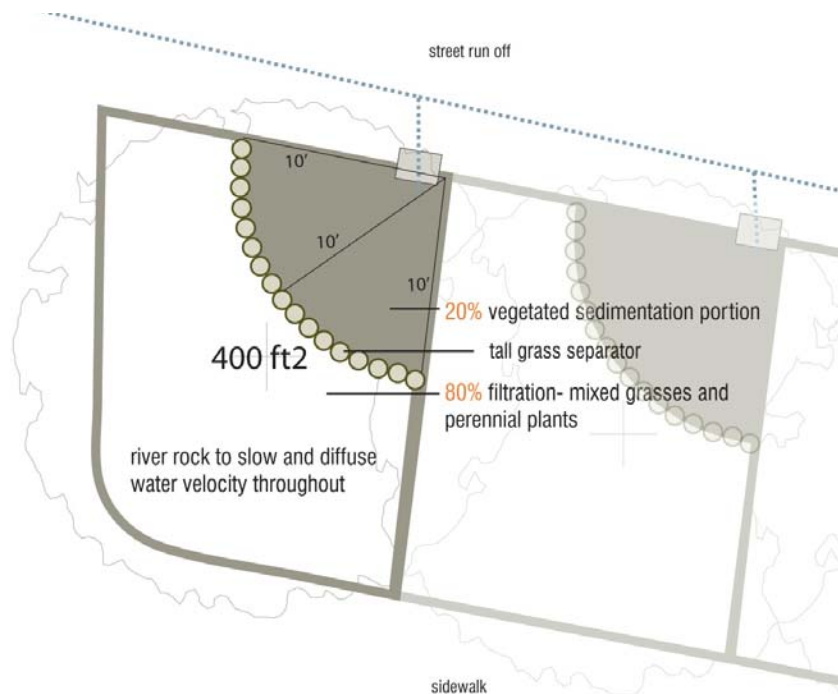 street run off
10'
10'
10'
20% vegetated sedimentation portion
tall grass separator
400 ft2
80% filtration- mixed grasses and
perennial plants
river rock to slow and diffuse
water velocity throughout
sidewalk